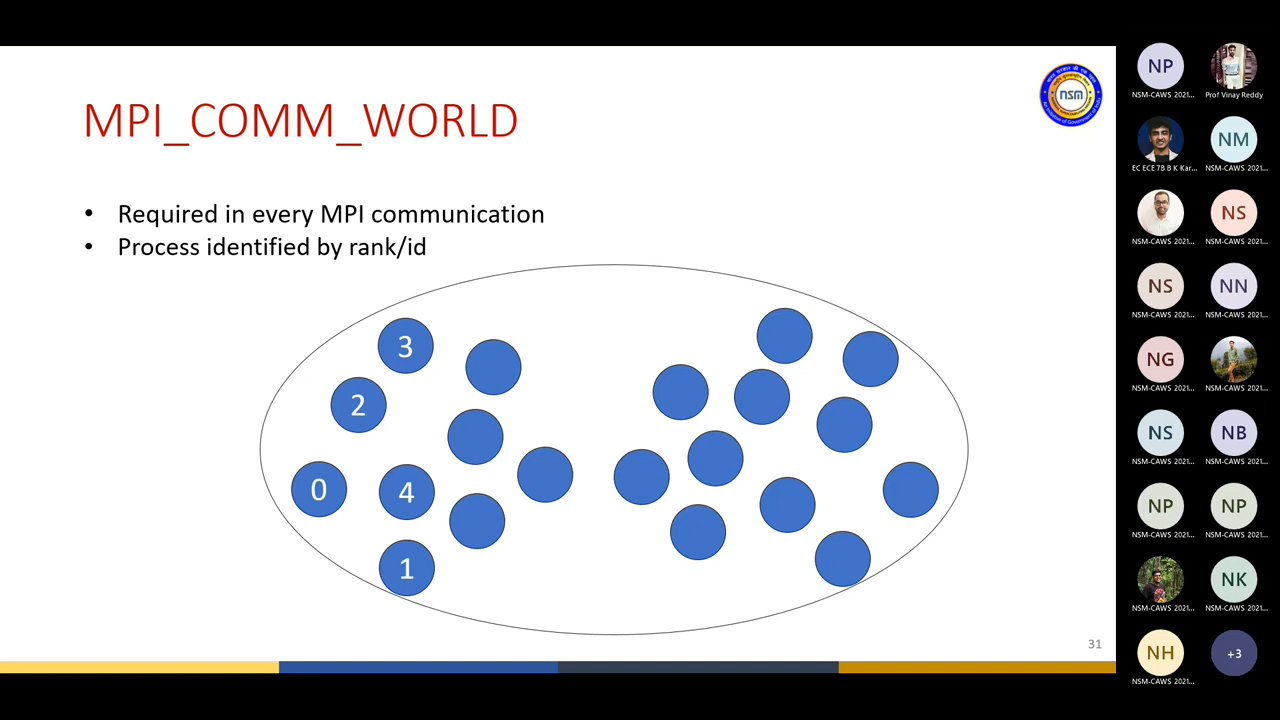 MPI_COMM_WORLD
nsm
• Required in every MPI communication
• Process identified by rank/id
3
2
0
4
1
31
NP
NSM-CAWS 2021...
Prof Vinay Reddy
EC ECE 7B B K Kar...
NM
NSM-CAWS 2021...
NSM-CAWS 2021...
NS
NSM-CAWS 2021...
NS
NSM-CAWS 2021...
NN
NSM-CAWS 2021...
NG
NSM-CAWS 2021...
NSM-CAWS 2021...
NS
NSM-CAWS 2021...
NB
NSM-CAWS 2021...
NP
NSM-CAWS 2021...
NP
NSM-CAWS 2021...
NSM-CAWS 2021...
NK
NSM-CAWS 2021...
NH
NSM-CAWS 2021...
+3